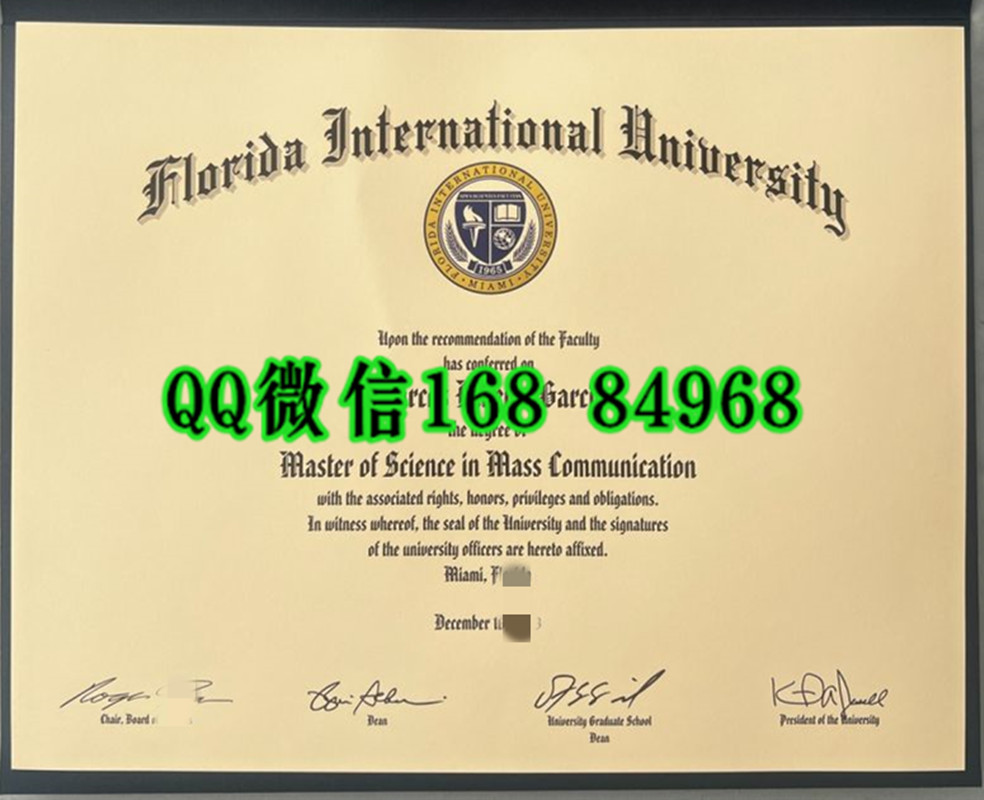 Florida International University
FLORIDA INTERNATIONAL UNIVERSITY
1965
MIAMI
Upon the recommendation of the Faculty
has conferred on
QQ微信168 84968
the degree of
Master of Science in Mass Communication
with the associated rights, honors, privileges and obligations.
In witness whereof, the seal of the University and the signatures
of the university officers are hereto affixed.
Miami,
December
Chair, Board
Dean
University Graduate School
Dean
President of the University